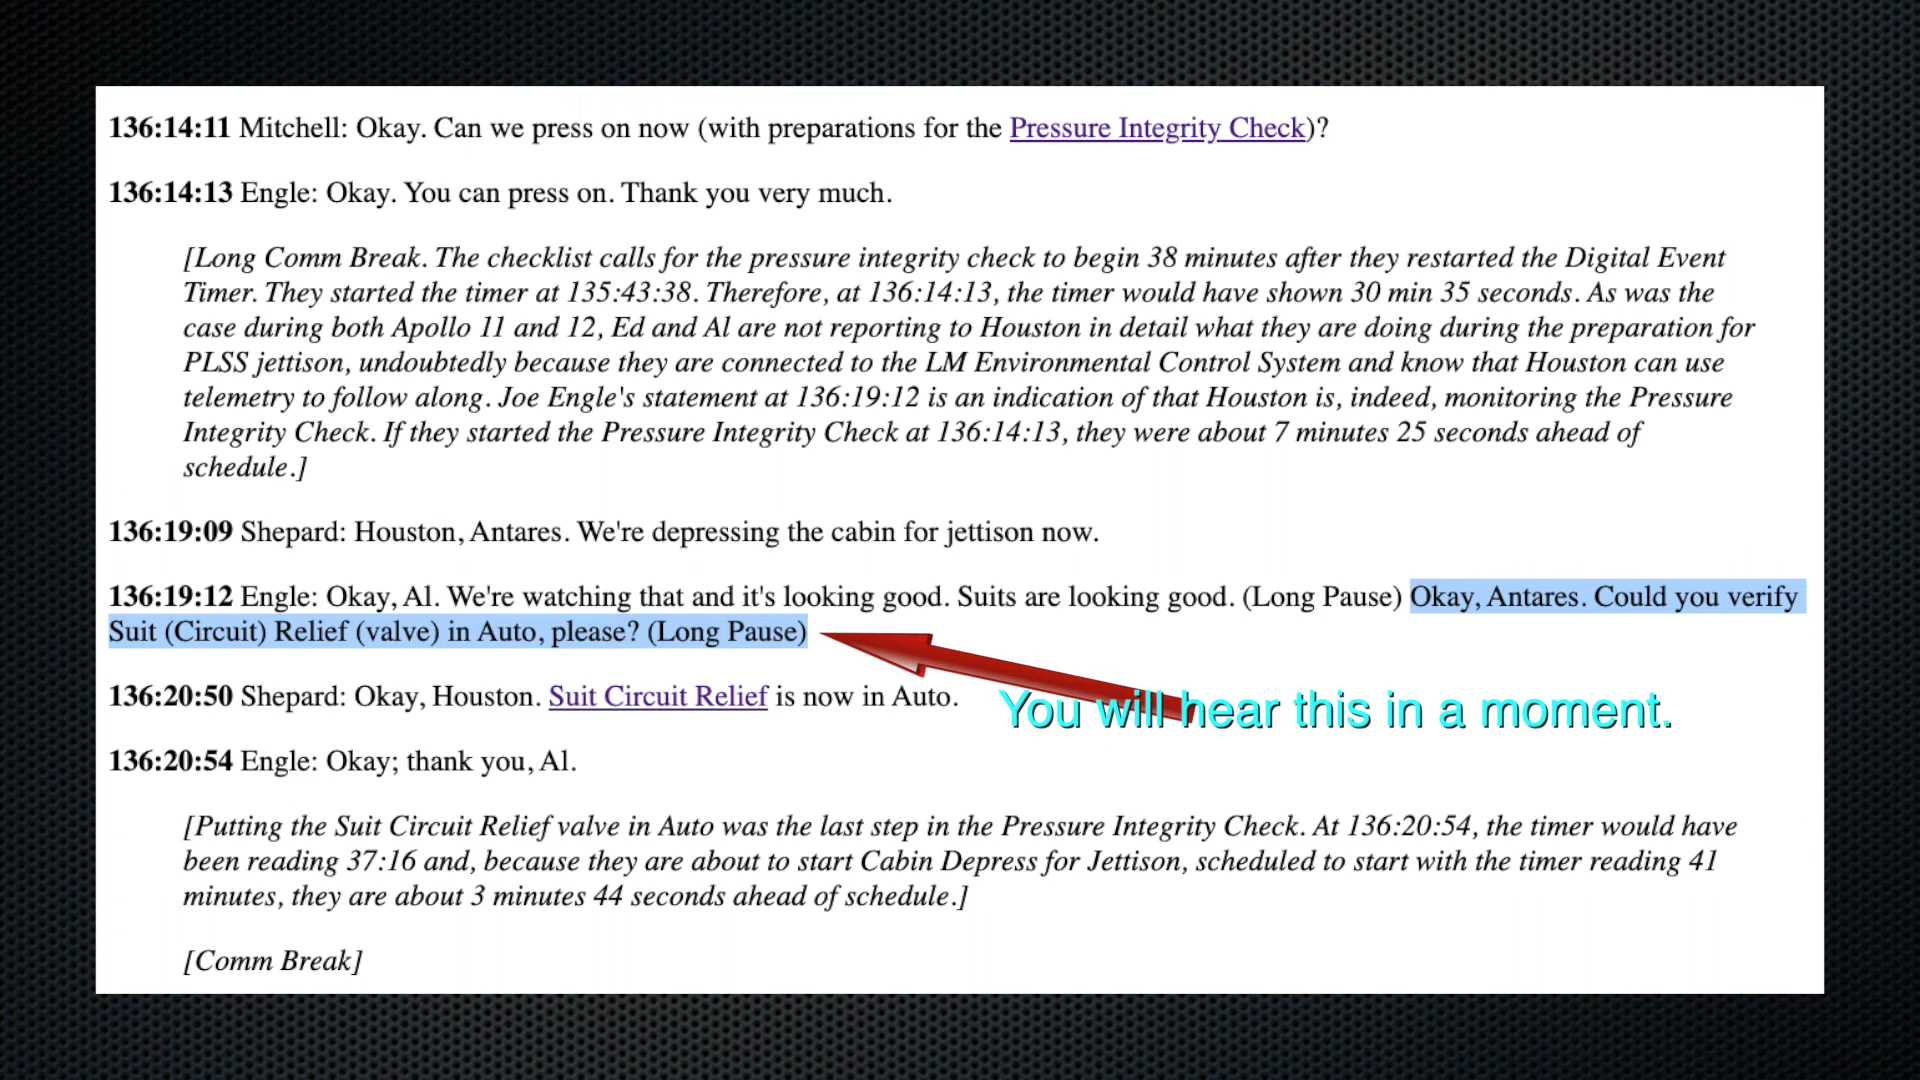 136:14:11 Mitchell: Okay. Can we press on now (with preparations for the Pressure Integrity Check)?
136:14:13 Engle: Okay. You can press on. Thank you very much.
[Long Comm Break. The checklist calls for the pressure integrity check to begin 38 minutes after they restarted the Digital Event
Timer. They started the timer at 135:43:38. Therefore, at 136:14:13, the timer would have shown 30 min 35 seconds. As was the
case during both Apollo 11 and 12, Ed and Al are not reporting to Houston in detail what they are doing during the preparation for
PLSS jettison, undoubtedly because they are connected to the LM Environmental Control System and know that Houston can use
telemetry to follow along. Joe Engle's statement at 136:19:12 is an indication of that Houston is, indeed, monitoring the Pressure
Integrity Check. If they started the Pressure Integrity Check at 136:14:13, they were about 7 minutes 25 seconds ahead of
schedule.]
136:19:09 Shepard: Houston, Antares. We're depressing the cabin for jettison now.
136:19:12 Engle: Okay, Al. We're watching that and it's looking good. Suits are looking good. (Long Pause) Okay, Antares. Could you verify
Suit (Circuit) Relief (valve) in Auto, please? (Long Pause)
136:20:50 Shepard: Okay, Houston. Suit Circuit Relief is now in Auto.
You will hear this in a moment.
136:20:54 Engle: Okay; thank you, Al.
[Putting the Suit Circuit Relief valve in Auto was the last step in the Pressure Integrity Check. At 136:20:54, the timer would have
been reading 37:16 and, because they are about to start Cabin Depress for Jettison, scheduled to start with the timer reading 41
minutes, they are about 3 minutes 44 seconds ahead of schedule.]
[Comm Break]